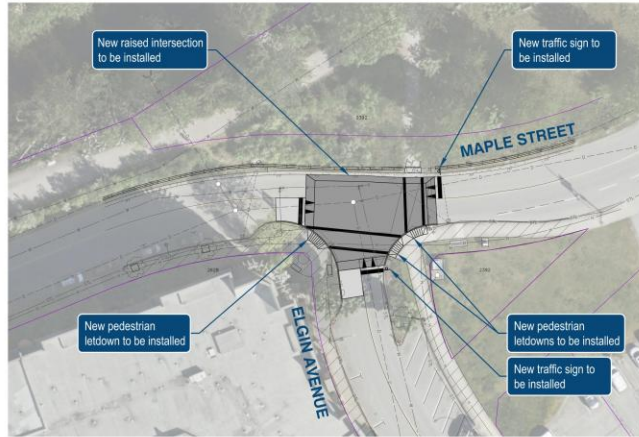 New raised intersection
to be installed
New traffic sign to
be installed
MAPLE STREET
ELGIN AVENUE
New pedestrian
letdown to be installed
New pedestrian
letdowns to be installed
New traffic sign to
be installed